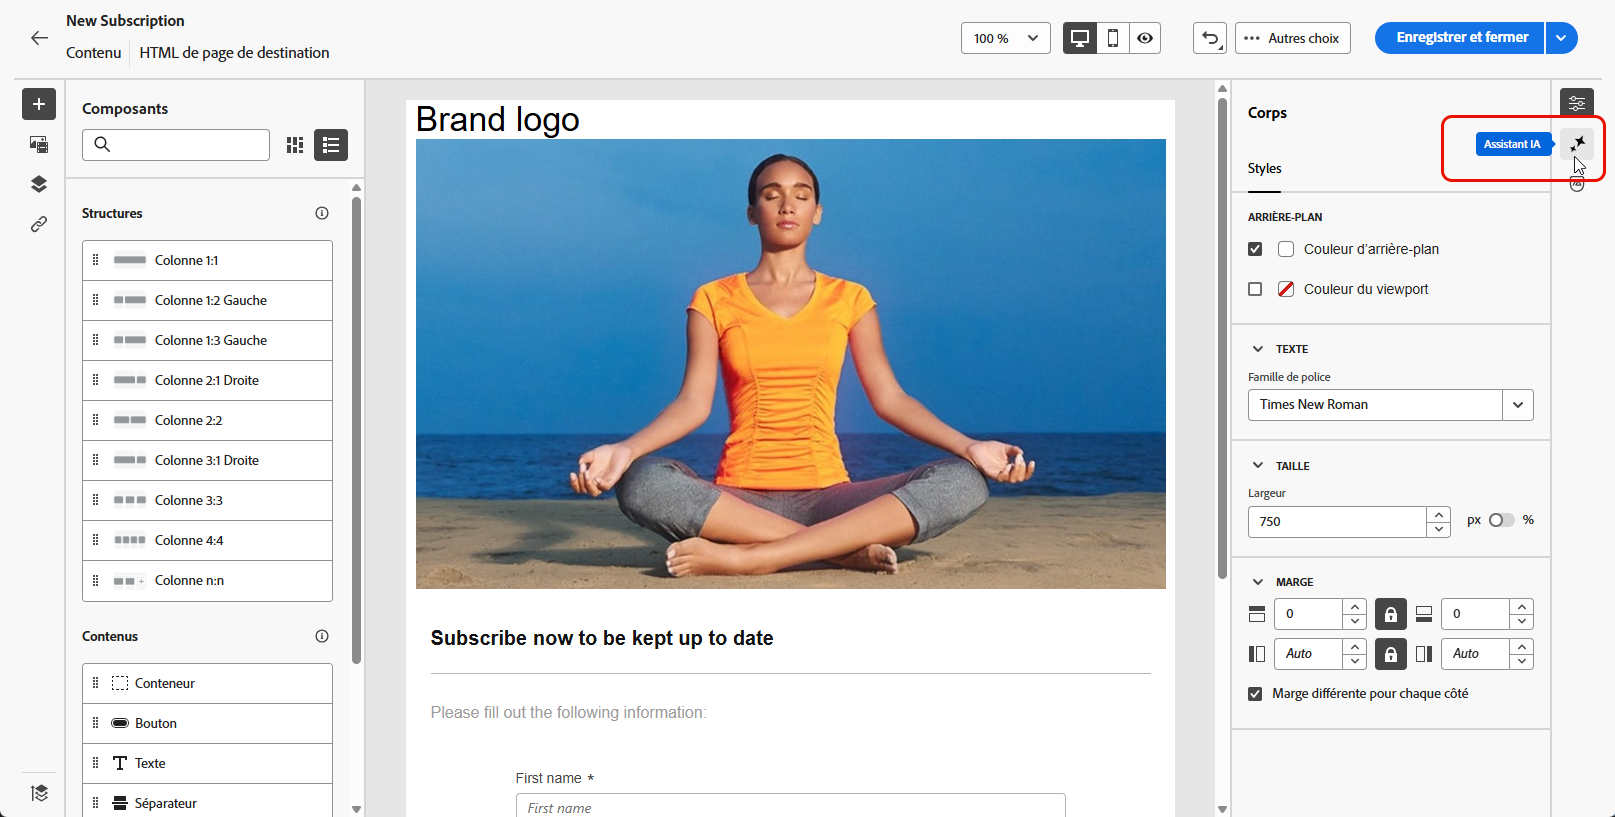 New Subscription
Contenu
HTML de page de destination
100 %
Autres choix
Enregistrer et fermer
Composants
Structures
Colonne 1:1
Colonne 1:2 Gauche
Colonne 1:3 Gauche
Colonne 2:1 Droite
Colonne 2:2
Colonne 3:1 Droite
Colonne 3:3
Colonne 4:4
Colonne n:n
Contenus
Conteneur
Bouton
Texte
Séparateur
Brand logo
Subscribe now to be kept up to date
Please fill out the following information:
First name *
First name
Corps
Assistant IA
Styles
ARRIÈRE-PLAN
Couleur d'arrière-plan
Couleur du viewport
TEXTE
Famille de police
Times New Roman
TAILLE
Largeur
750
px
%
MARGE
0
0
Auto
Auto
Marge différente pour chaque côté